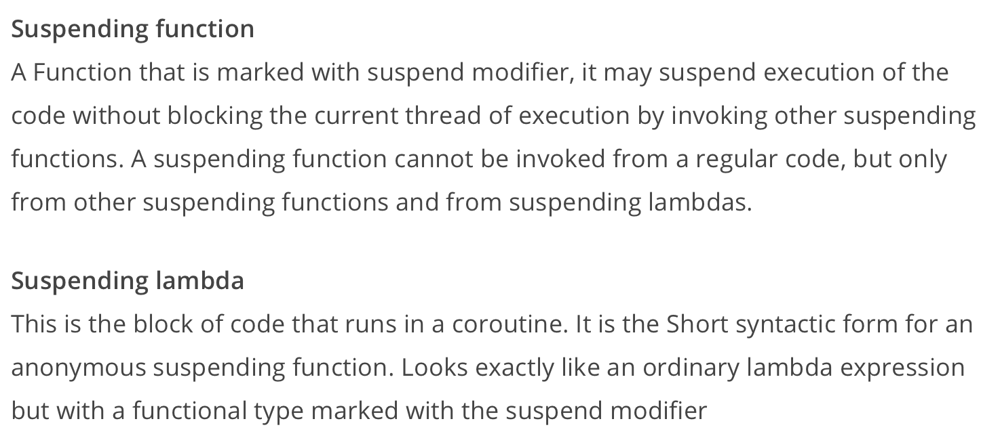 Suspending function
A Function that is marked with suspend modifier, it may suspend execution of the
code without blocking the current thread of execution by invoking other suspending
functions. A suspending function cannot be invoked from a regular code, but only
from other suspending functions and from suspending lambdas.
Suspending lambda
This is the block of code that runs in a coroutine. It is the Short syntactic form for an
anonymous suspending function. Looks exactly like an ordinary lambda expression
but with a functional type marked with the suspend modifier